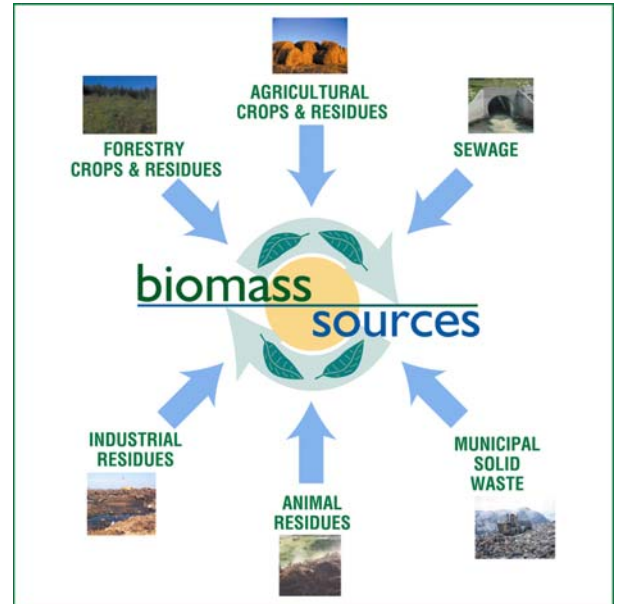 AGRICULTURAL
CROPS & RESIDUES
FORESTRY
CROPS & RESIDUES
SEWAGE
biomass
sources
INDUSTRIAL
RESIDUES
ANIMAL
RESIDUES
MUNICIPAL
SOLID
WASTE